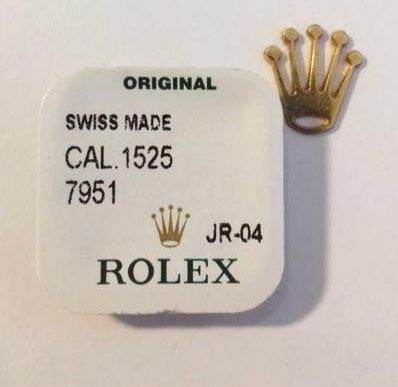 ORIGINAL
SWISS MADE
CAL.1525
7951
JR-04
ROLEX